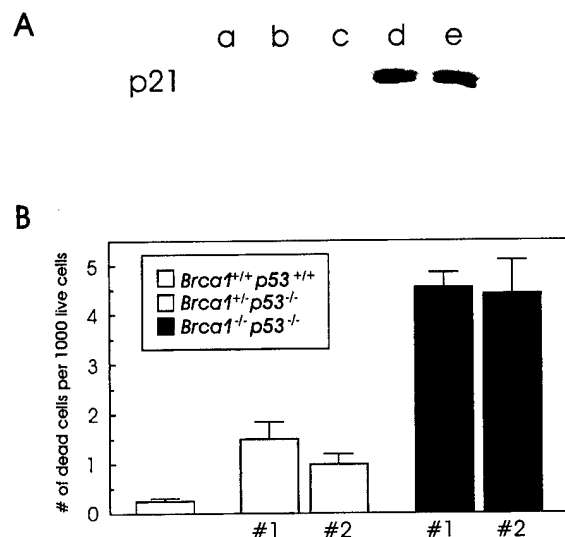 A
a b c d e
p21
B
# of dead cells per 1000 live cells
5
4
3
2
1
0
Brca1+/+ p53+/+
Brca1+/- p53-/-
Brca1-/- p53-/-
#1 #2 #1 #2